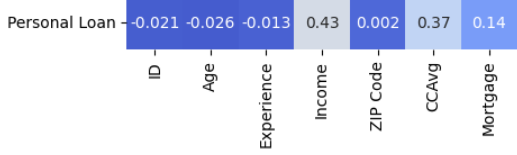 Personal Loan -0.021 -0.026 -0.013 0.43 0.002 0.37 0.14
ID
Age
Experience
Income
ZIP Code
CCAvg
Mortgage